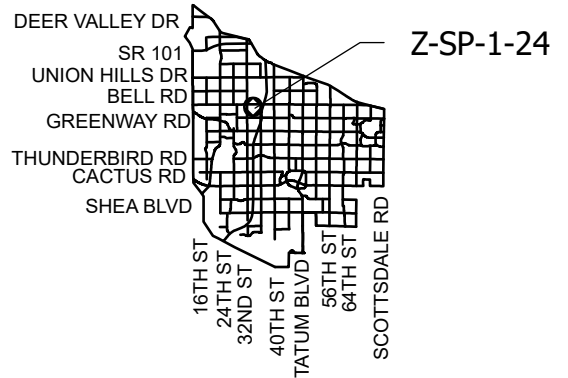 DEER VALLEY DR
Z-SP-1-24
SR 101
UNION HILLS DR
BELL RD
GREENWAY RD
THUNDERBIRD RD
CACTUS RD
SHEA BLVD
16TH ST
24TH ST
32ND ST
40TH ST
TATUM BLVD
56TH ST
64TH ST
SCOTTSDALE RD